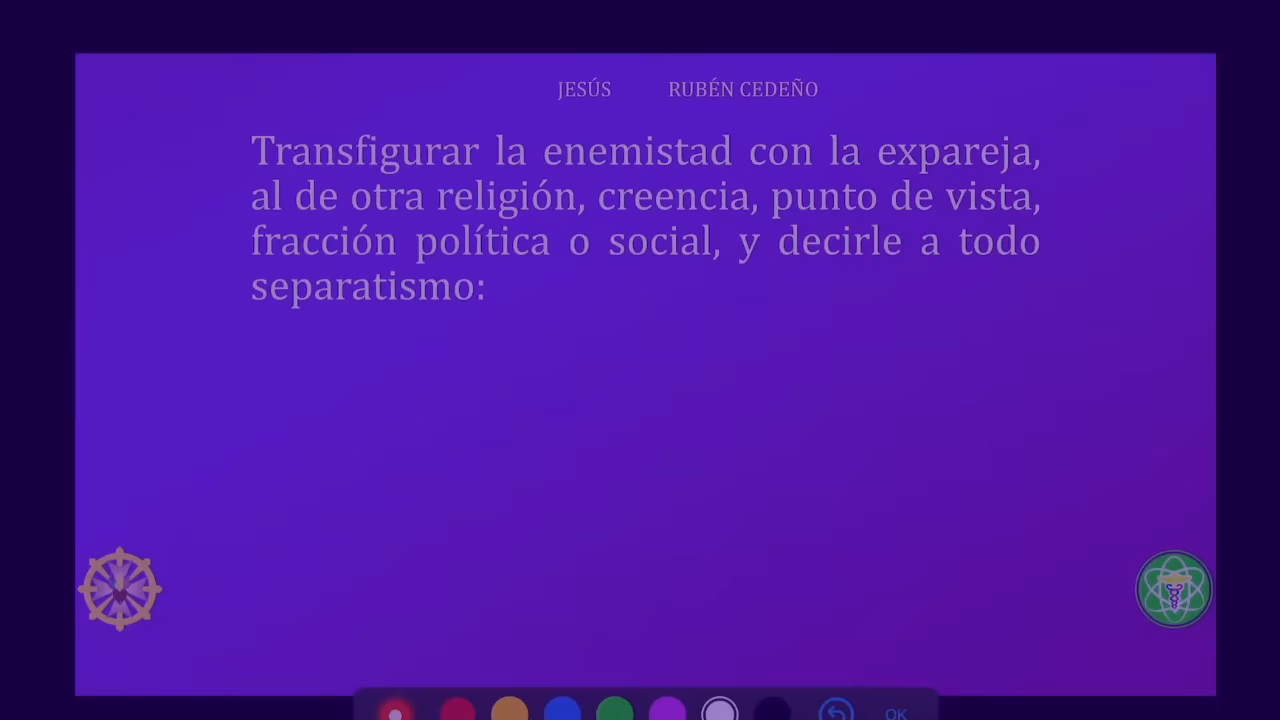 JESÚS RUBÉN CEDEÑO
Transfigurar la enemistad con la expareja,
al de otra religión, creencia, punto de vista,
fracción política o social, y decirle a todo
separatismo:
OK